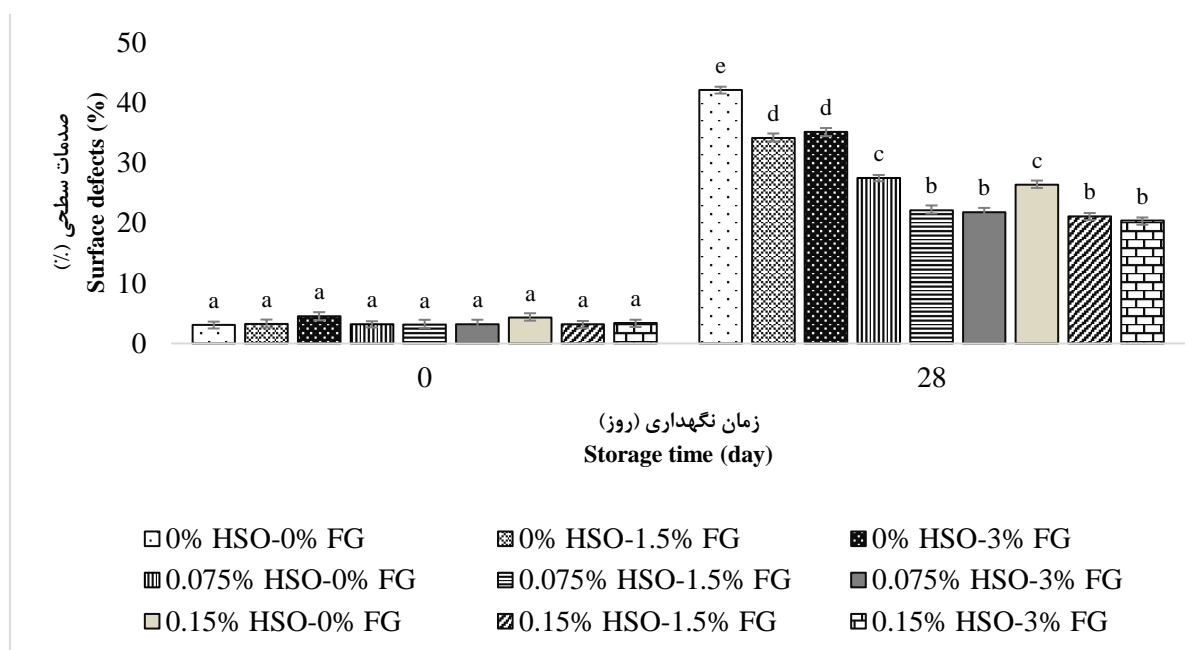 50
40
30
20
10
0
صدمات سطحی (٪)
Surface defects (%)
a a a a a a a a a
e d d c b b c b b
0 28
زمان نگهداری (روز)
Storage time (day)
0% HSO-0% FG 0% HSO-1.5% FG 0% HSO-3% FG
0.075% HSO-0% FG 0.075% HSO-1.5% FG 0.075% HSO-3% FG
0.15% HSO-0% FG 0.15% HSO-1.5% FG 0.15% HSO-3% FG